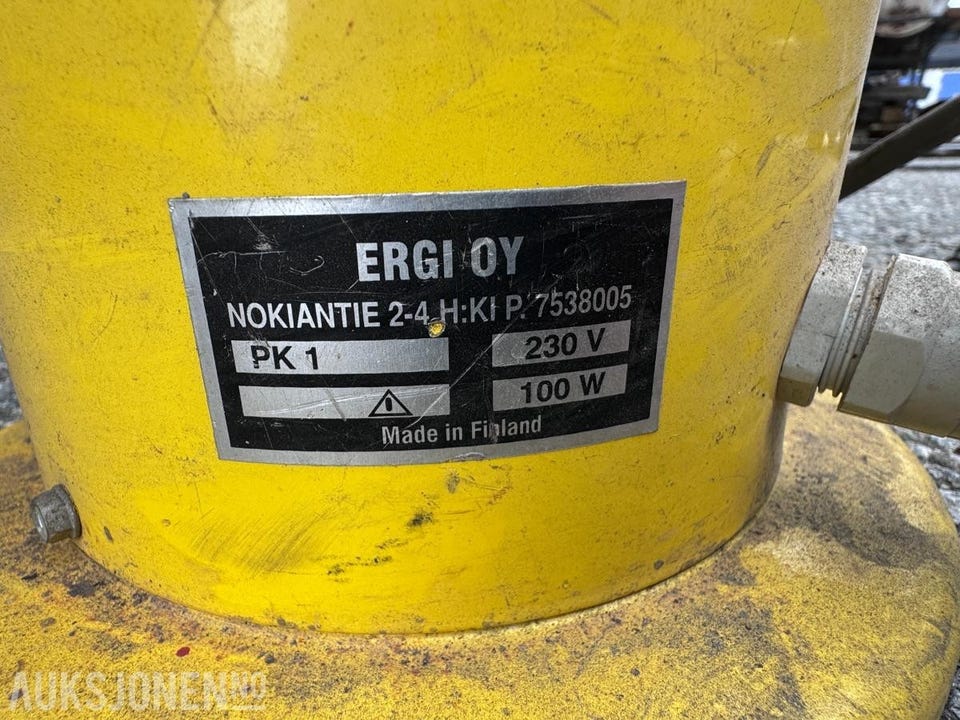 ERGI OY
NOKIANTIE 2-4 H:KI P. 7538005
PK 1
230 V
100 W
Made in Finland
AUKSJONEN.NO